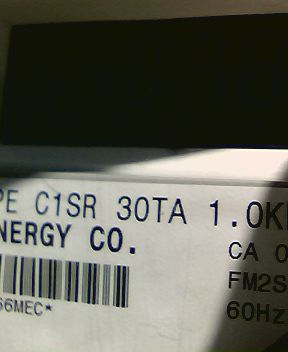 PE C1SR 30TA 1.0K
NERGY CO.
CA 0
FM2S
66MEC*
60Hz